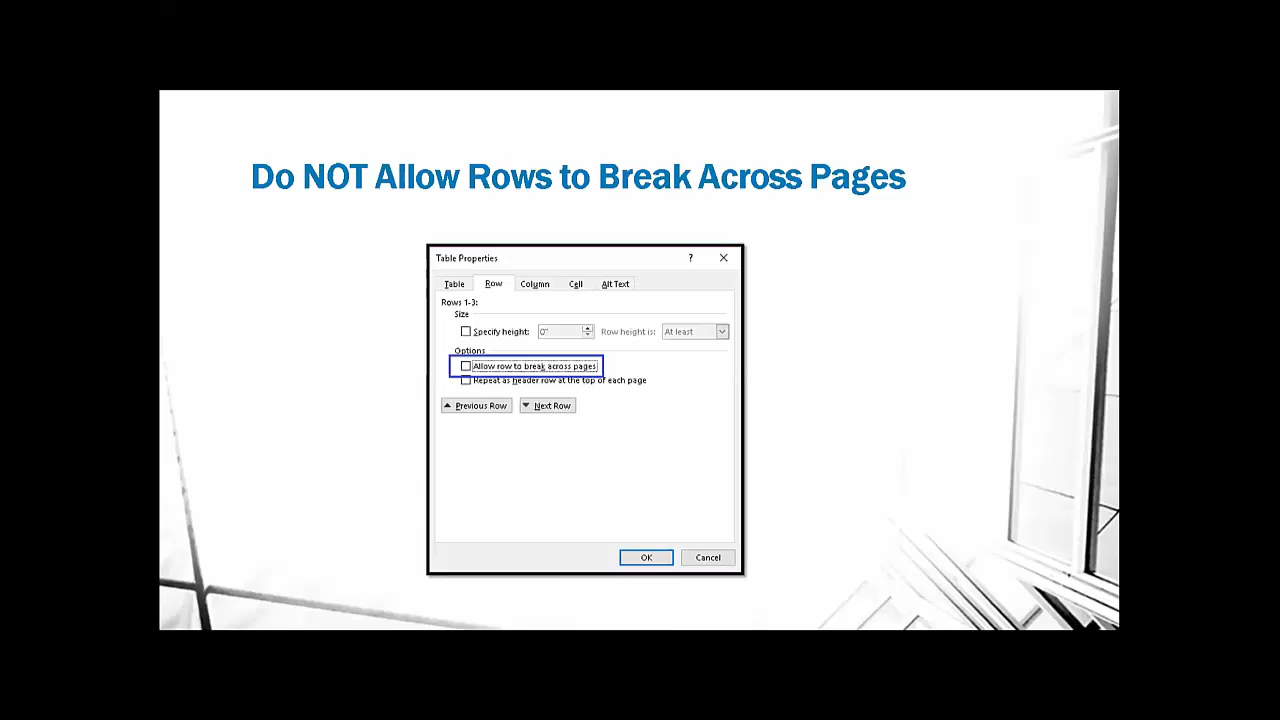 Do NOT Allow Rows to Break Across Pages
Table Properties ?
Table Row Column Cell Alt Text
Rows 1-3:
Size
Specify height: 0" Row height is: At least
Options
Allow row to break across pages
Repeat as header row at the top of each page
Previous Row Next Row
OK Cancel